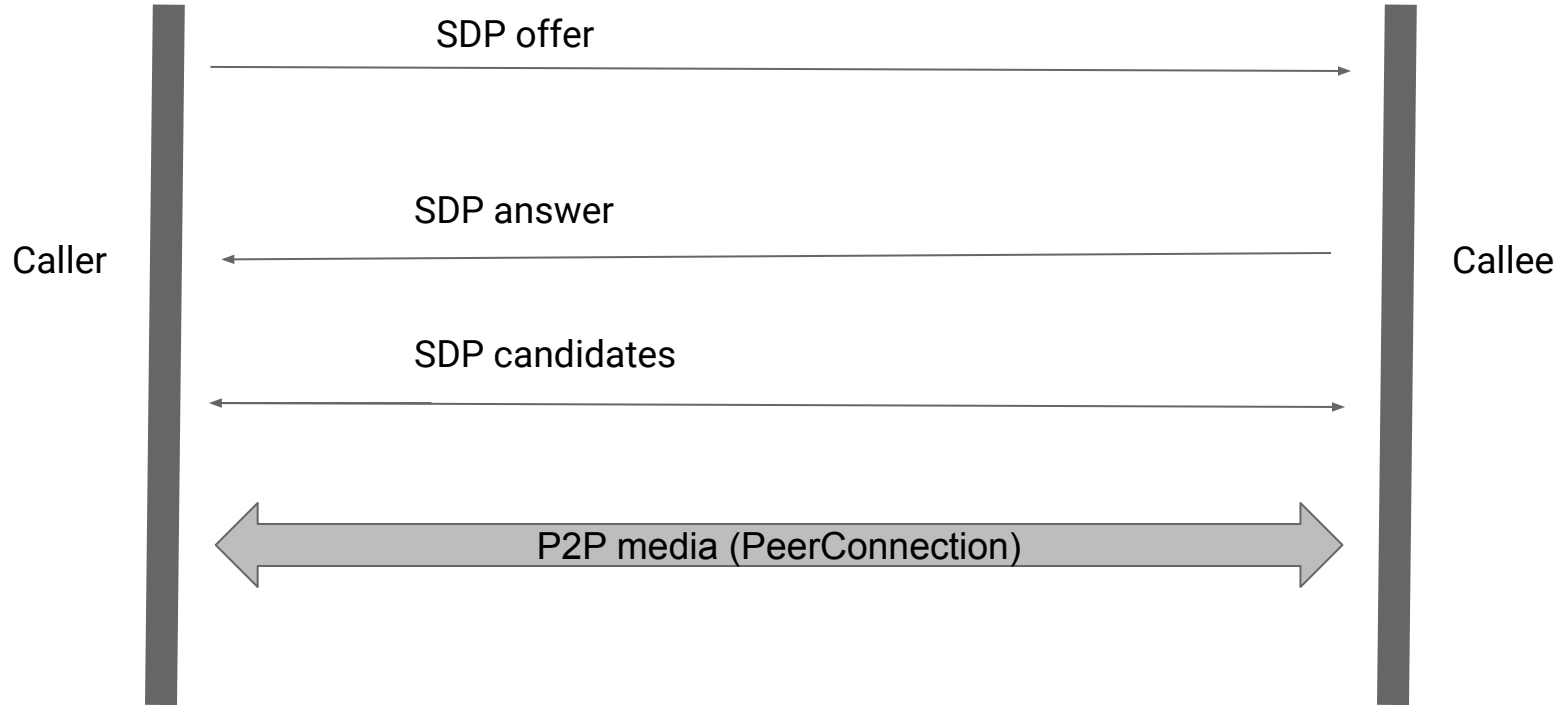 SDP offer
SDP answer
Caller
Callee
SDP candidates
P2P media (PeerConnection)